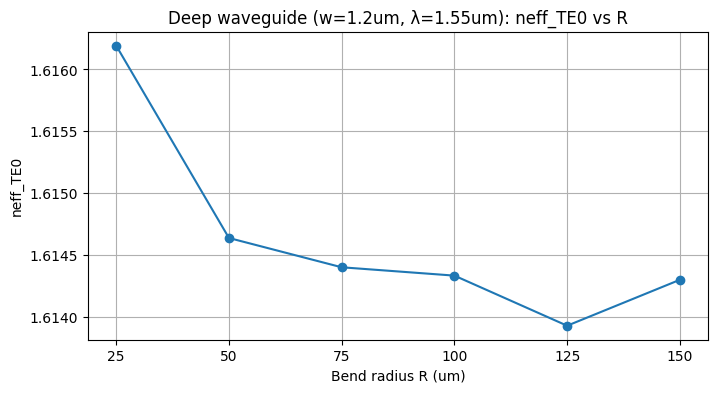 Deep waveguide (w=1.2um, λ=1.55um): neff_TE0 vs R
neff_TE0
1.6160
1.6155
1.6150
1.6145
1.6140
25 50 75 100 125 150
Bend radius R (um)